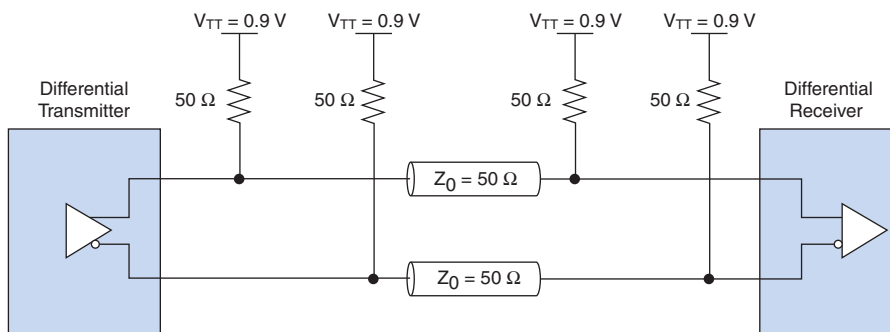 V_TT = 0.9 V V_TT = 0.9 V V_TT = 0.9 V V_TT = 0.9 V
Differential
Transmitter
Differential
Receiver
50 Ω 50 Ω 50 Ω 50 Ω
Z_0 = 50 Ω
Z_0 = 50 Ω